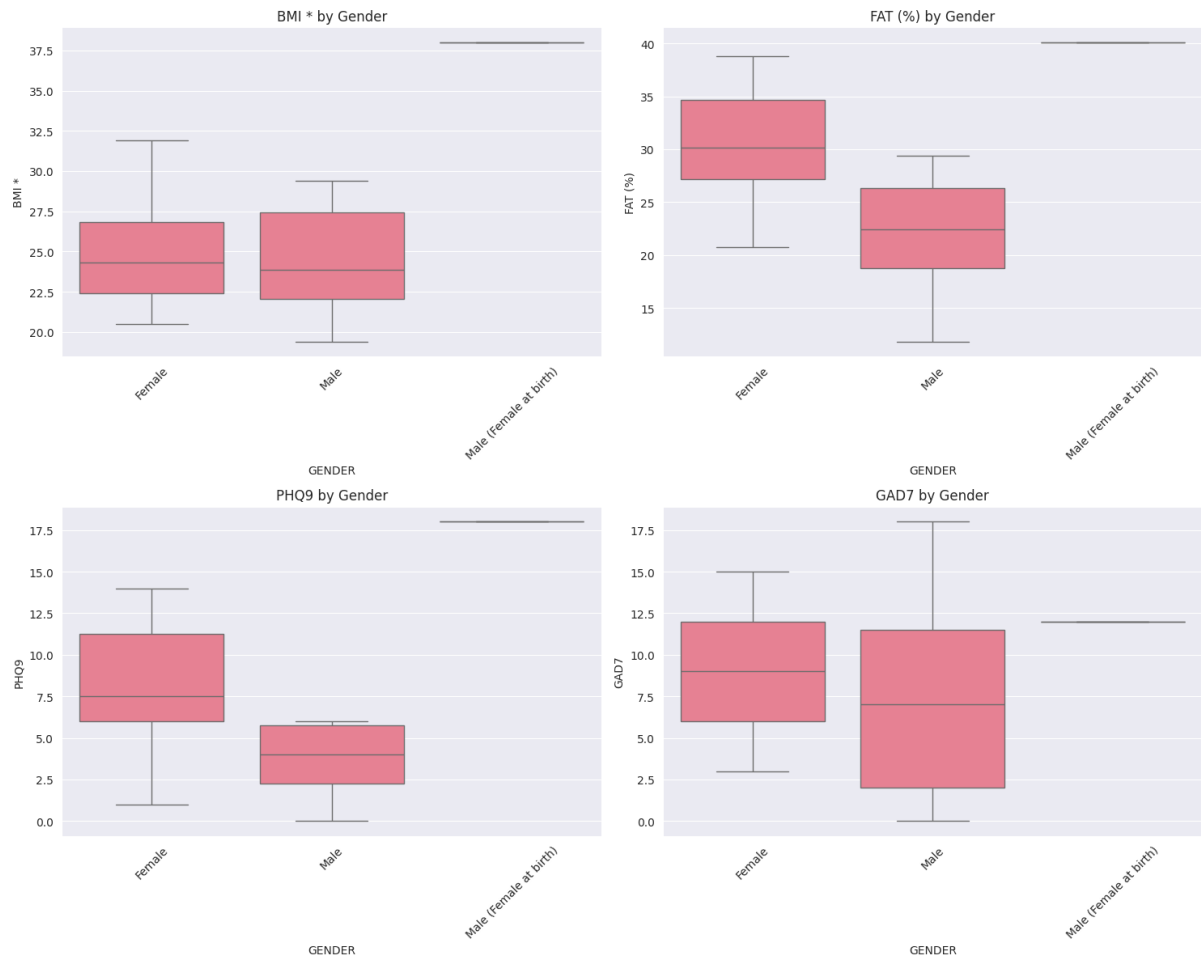 BMI * by Gender
BMI *
37.5
35.0
32.5
30.0
27.5
25.0
22.5
20.0
Female
Male
Male (Female at birth)
GENDER
FAT (%) by Gender
FAT (%)
40
35
30
25
20
15
Female
Male
Male (Female at birth)
GENDER
PHQ9 by Gender
PHQ9
17.5
15.0
12.5
10.0
7.5
5.0
2.5
0.0
Female
Male
Male (Female at birth)
GENDER
GAD7 by Gender
GAD7
17.5
15.0
12.5
10.0
7.5
5.0
2.5
0.0
Female
Male
Male (Female at birth)
GENDER